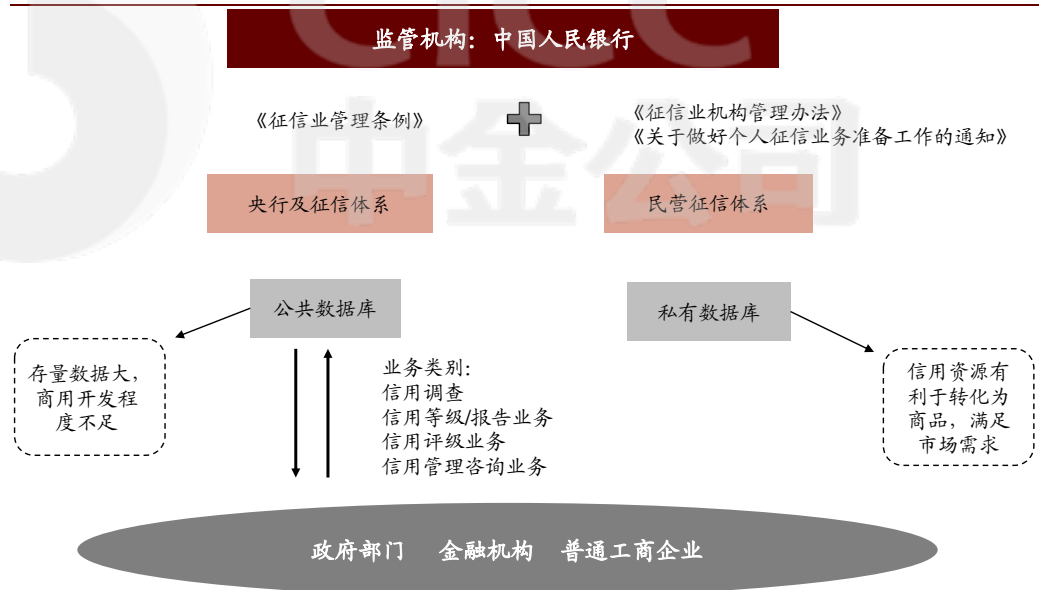 CICC
中金公司
监管机构：中国人民银行
《征信业管理条例》
《征信业机构管理办法》
《关于做好个人征信业务准备工作的通知》
央行及征信体系
民营征信体系
公共数据库
私有数据库
存量数据大，
商用开发程
度不足
业务类别：
信用调查
信用等级/报告业务
信用评级业务
信用管理咨询业务
信用资源有
利于转化为
商品，满足
市场需求
政府部门 金融机构 普通工商企业